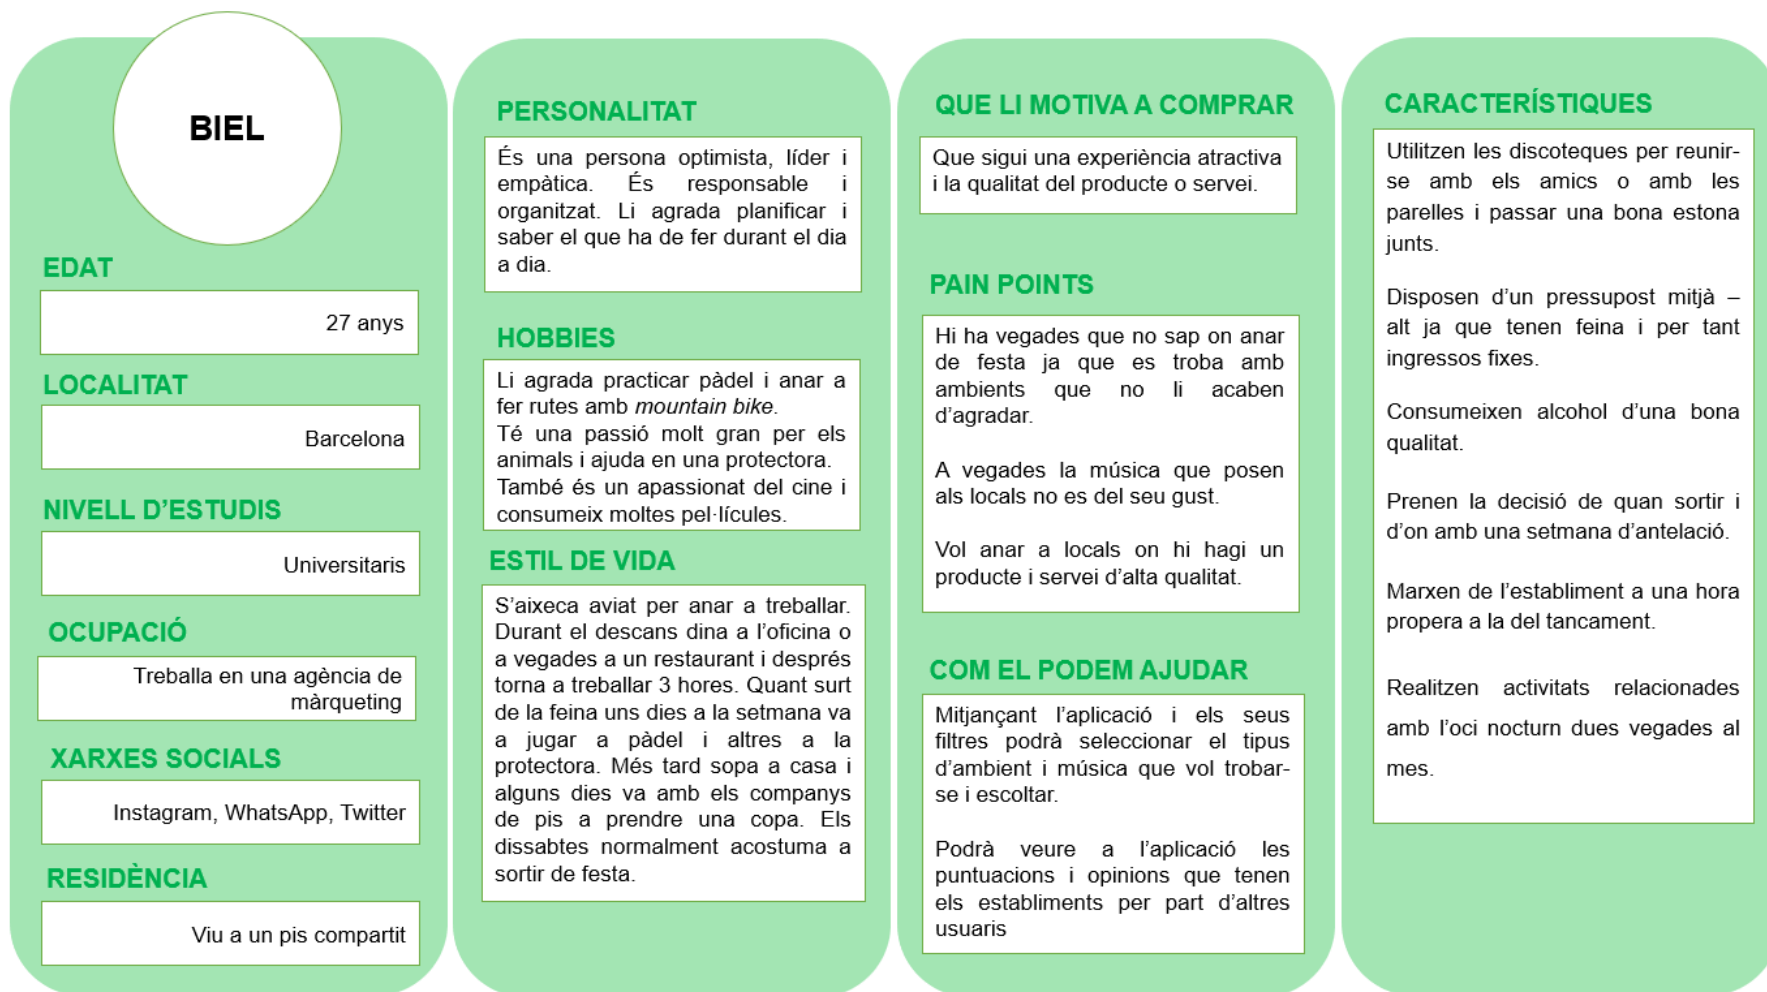 BIEL
EDAT
27 anys
LOCALITAT
Barcelona
NIVELL D’ESTUDIS
Universitaris
OCUPACIÓ
Treballa en una agència de
màrqueting
XARXES SOCIALS
Instagram, WhatsApp, Twitter
RESIDÈNCIA
Viu a un pis compartit
PERSONALITAT
És una persona optimista, líder i
empàtica. És responsable i
organitzat. Li agrada planificar i
saber el que ha de fer durant el dia
a dia.
HOBBIES
Li agrada practicar pàdel i anar a
fer rutes amb mountain bike.
Té una passió molt gran per els
animals i ajuda en una protectora.
També és un apassionat del cine i
consumeix moltes pel·lícules.
ESTIL DE VIDA
S’aixeca aviat per anar a treballar.
Durant el descans dina a l’oficina o
a vegades a un restaurant i després
torna a treballar 3 hores. Quant surt
de la feina uns dies a la setmana va
a jugar a pàdel i altres a la
protectora. Més tard sopa a casa i
alguns dies va amb els companys
de pis a prendre una copa. Els
dissabtes normalment acostuma a
sortir de festa.
QUE LI MOTIVA A COMPRAR
Que sigui una experiència atractiva
i la qualitat del producte o servei.
PAIN POINTS
Hi ha vegades que no sap on anar
de festa ja que es troba amb
ambients que no li acaben
d’agradar.
A vegades la música que posen
als locals no es del seu gust.
Vol anar a locals on hi hagi un
producte i servei d’alta qualitat.
COM EL PODEM AJUDAR
Mitjançant l’aplicació i els seus
filtres podrà seleccionar el tipus
d’ambient i música que vol trobar-
se i escoltar.
Podrà veure a l’aplicació les
puntuacions i opinions que tenen
els establiments per part d’altres
usuaris
CARACTERÍSTIQUES
Utilitzen les discoteques per reunir-
se amb els amics o amb les
parelles i passar una bona estona
junts.
Disposen d’un pressupost mitjà –
alt ja que tenen feina i per tant
ingressos fixes.
Consumeixen alcohol d’una bona
qualitat.
Prenen la decisió de quan sortir i
d’on amb una setmana d’antelació.
Marxen de l’establiment a una hora
propera a la del tancament.
Realitzen activitats relacionades
amb l’oci nocturn dues vegades al
mes.